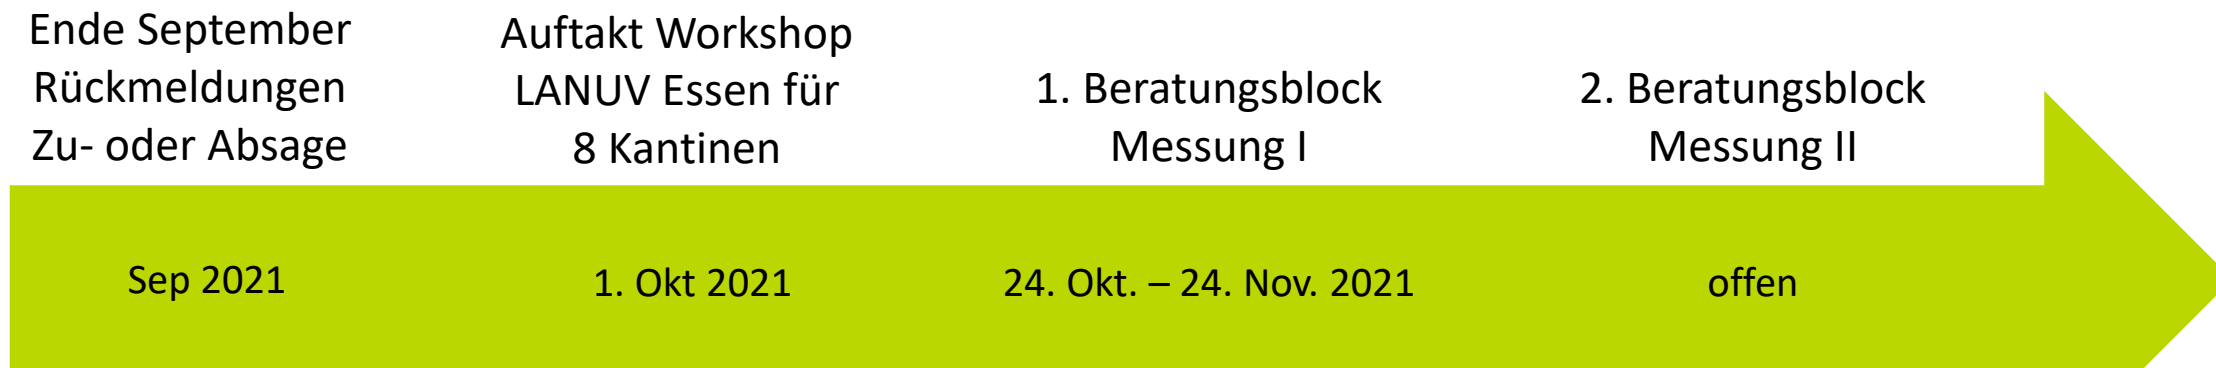 Ende September
Rückmeldungen
Zu- oder Absage
Auftakt Workshop
LANUV Essen für
8 Kantinen
1. Beratungsblock
Messung I
2. Beratungsblock
Messung II
Sep 2021
1. Okt 2021
24. Okt. – 24. Nov. 2021
offen